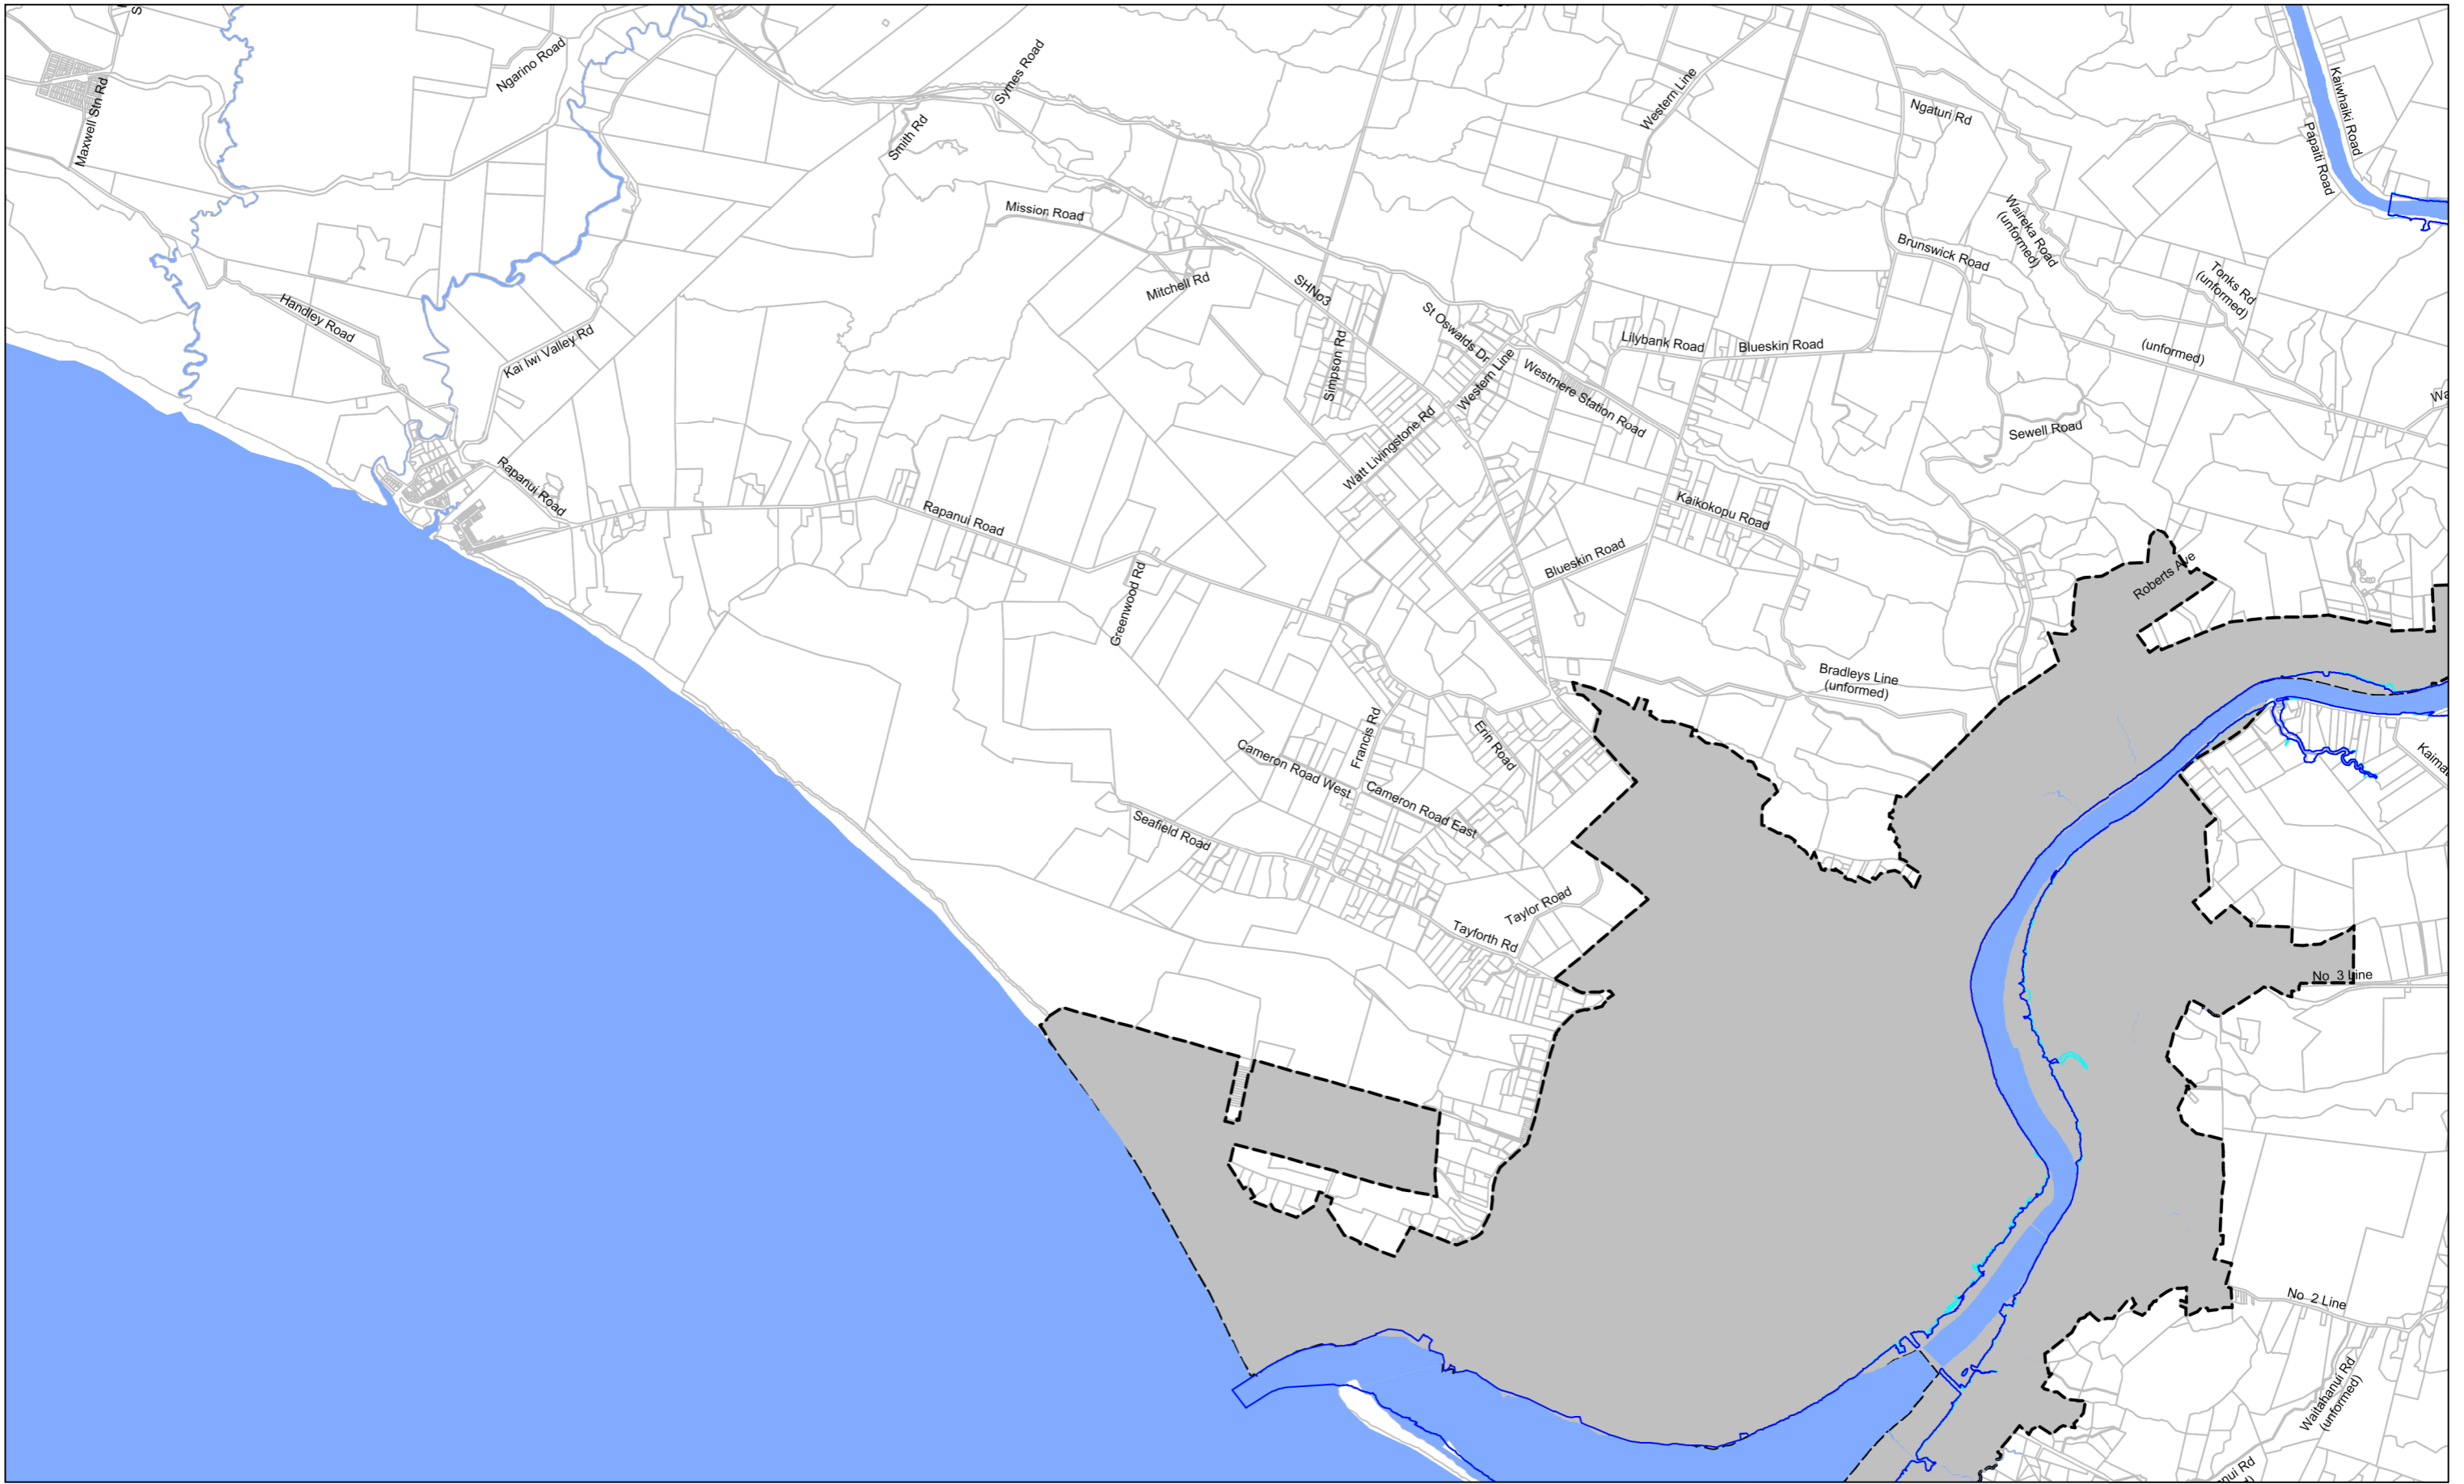 Maxwell Stn Rd
Ngarino Road
Symes Road
Smith Rd
Western Line
Ngaturi Rd
Kaiwhaiki Road
Papaiti Road
Mission Road
Mitchell Rd
SHNo3
Brunswick Road
Waireka Road
(unformed)
Tonks Rd
(unformed)
Handley Road
Kai Iwi Valley Rd
Simpson Rd
St Oswalds Dr
Western Line
Lilybank Road
Blueskin Road
(unformed)
Westmere Station Road
Watt Livingstone Rd
Sewell Road
Rapanui Road
Rapanui Road
Kaikokopu Road
Blueskin Road
Greenwood Rd
Roberts Ave
Bradleys Line
(unformed)
Francis Rd
Erin Road
Cameron Road West
Cameron Road East
Seafield Road
Taylor Road
Tayforth Rd
No 3 Line
No 2 Line
Waitahanui Rd
(unformed)